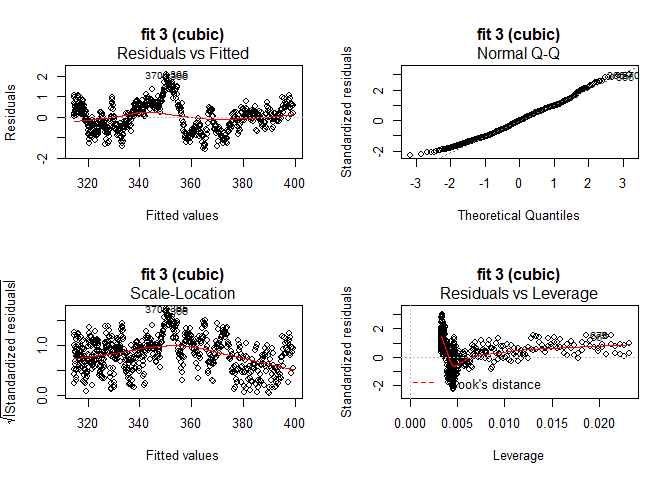 fit 3 (cubic)
Residuals vs Fitted
Residuals
2
1
0
-2
320
340
360
380
400
Fitted values
fit 3 (cubic)
Normal Q-Q
Standardized residuals
2
0
-2
-3
-2
-1
0
1
2
3
Theoretical Quantiles
fit 3 (cubic)
Scale-Location
√|Standardized residuals|
1.0
0.0
320
340
360
380
400
Fitted values
fit 3 (cubic)
Residuals vs Leverage
Standardized residuals
2
0
-2
Cook's distance
0.000
0.005
0.010
0.015
0.020
Leverage